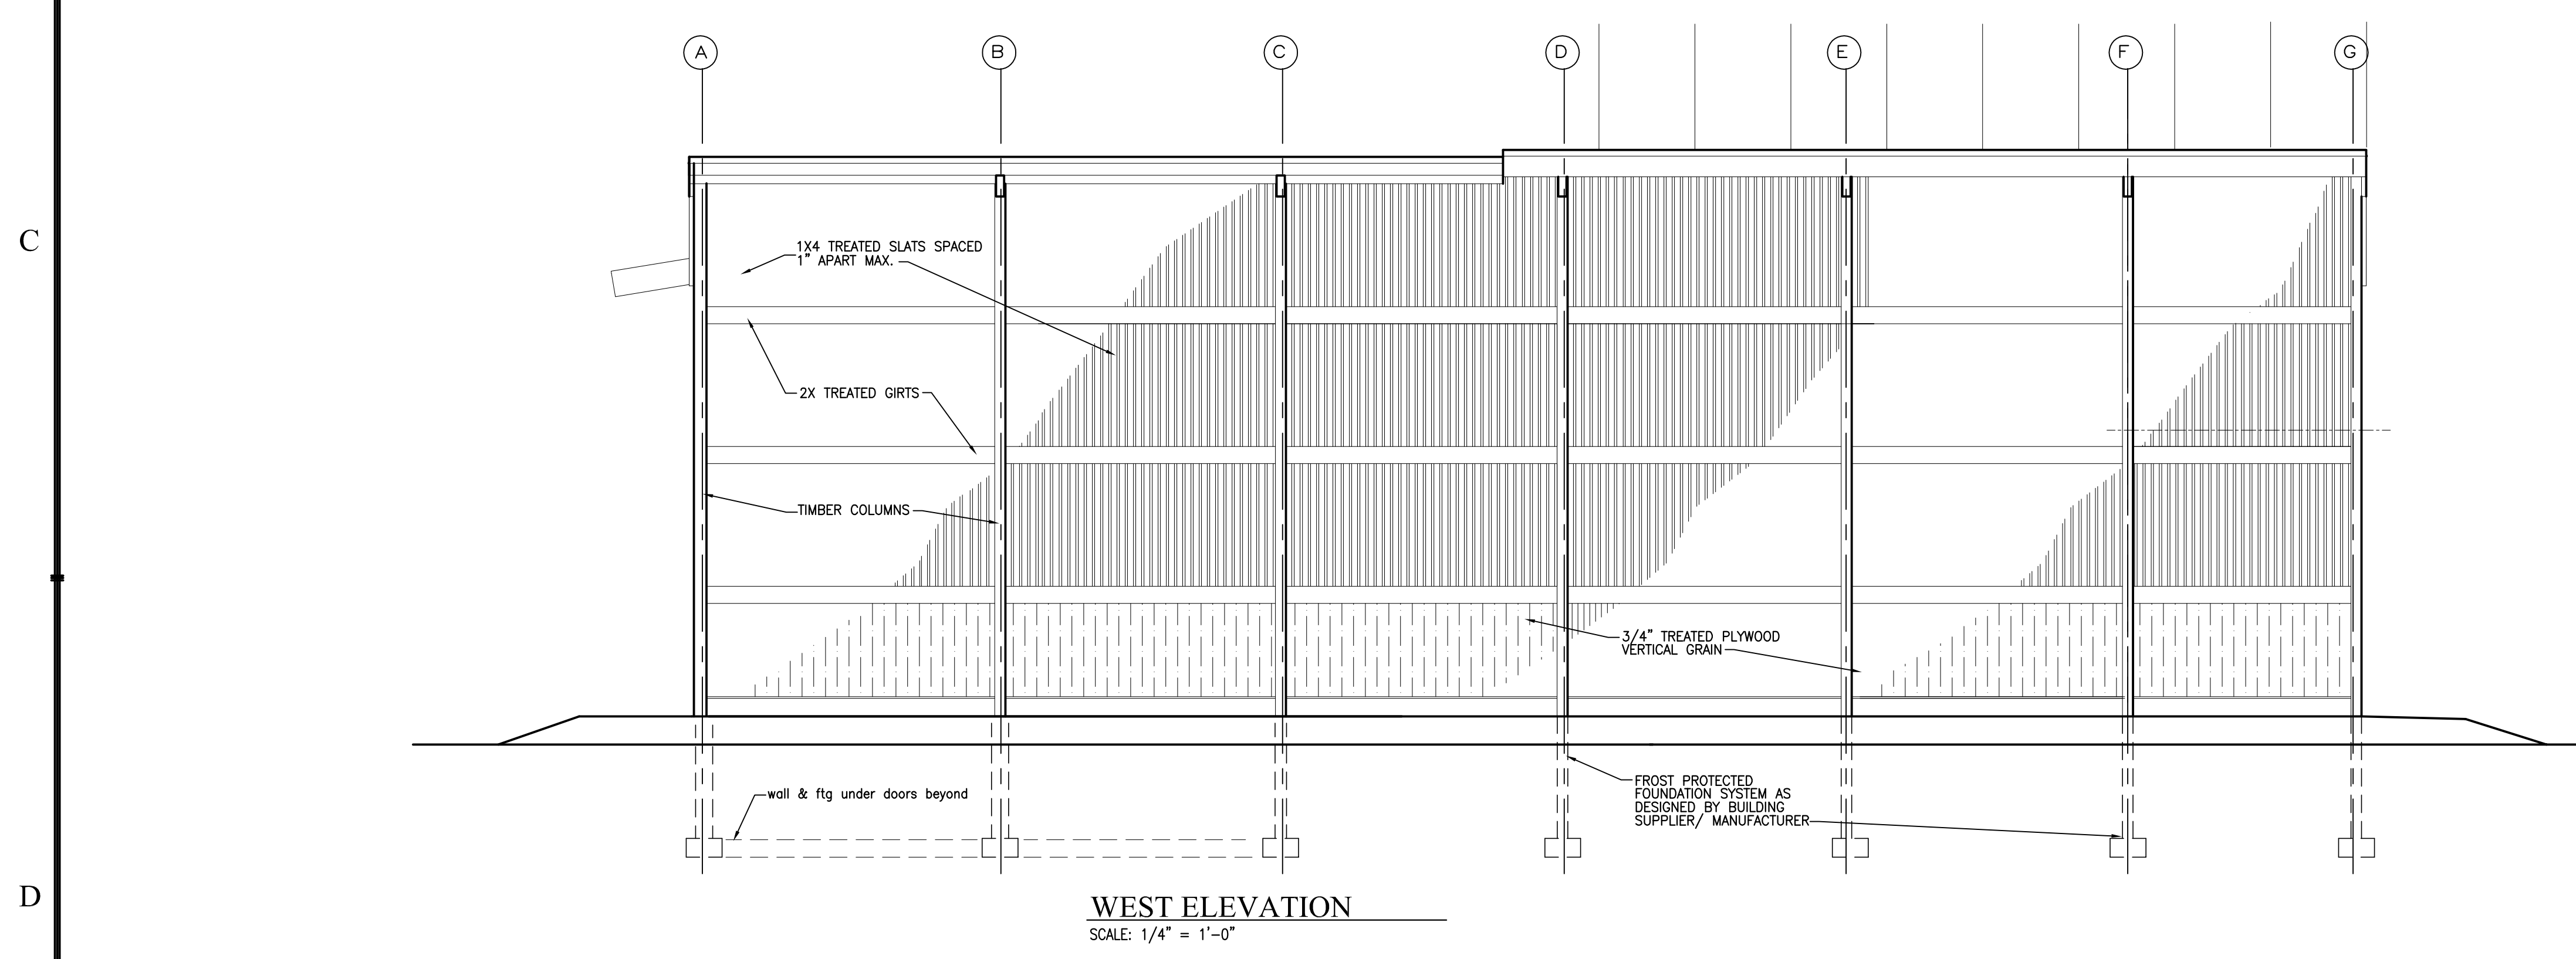 A B C D E F G
C
1X4 TREATED SLATS SPACED
1" APART MAX.
2X TREATED GIRTS
TIMBER COLUMNS
3/4" TREATED PLYWOOD
VERTICAL GRAIN
wall & ftg under doors beyond
FROST PROTECTED
FOUNDATION SYSTEM AS
DESIGNED BY BUILDING
SUPPLIER/ MANUFACTURER
D
WEST ELEVATION
SCALE: 1/4" = 1'-0"